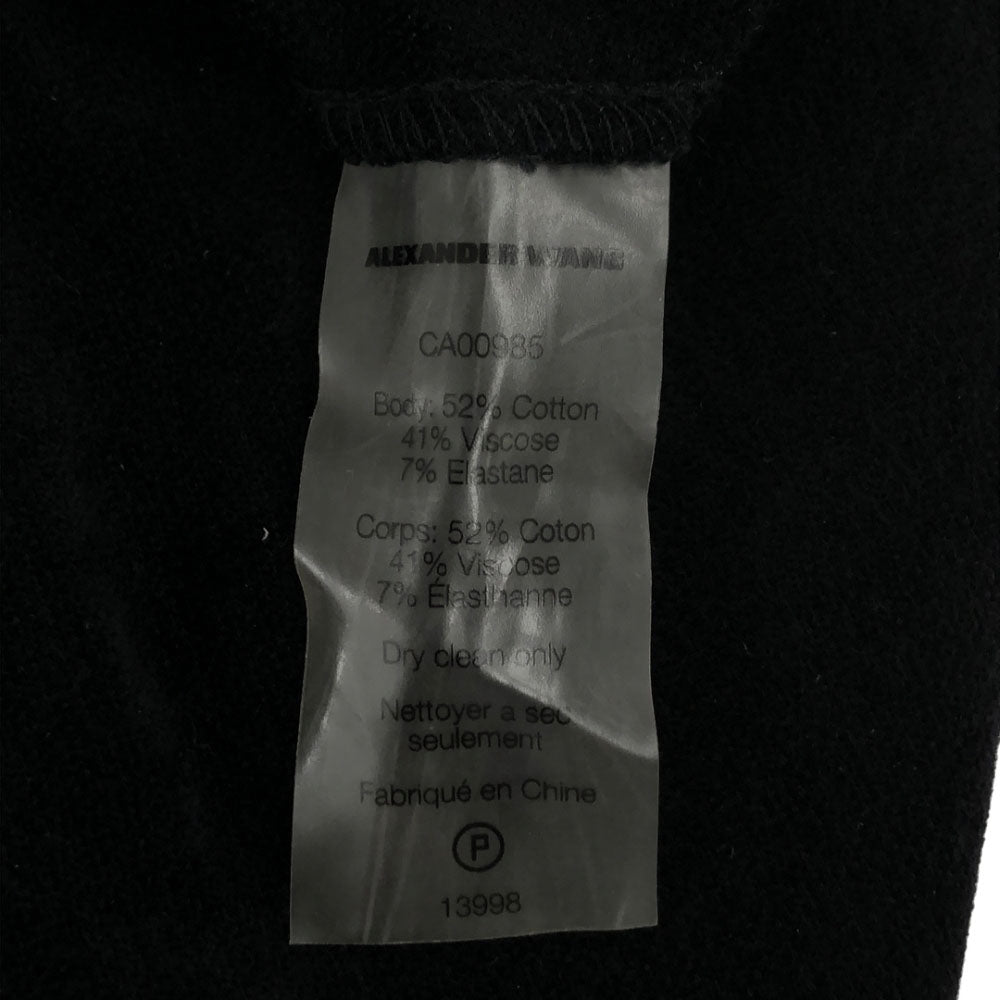 ALEXANDER WANG
CA00985
Body: 52% Cotton
41% Viscose
7% Elastane
Corps: 52% Coton
41% Viscose
7% Élasthanne
Dry clean only
Nettoyer a sec
seulement
Fabriqué en Chine
P
13998